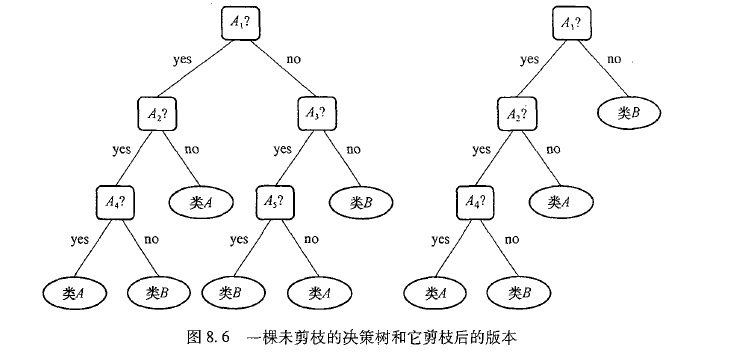 A₁? A₁?
yes no yes no
A₂? A₃? A₂? 类B
yes no yes no yes no
A₄? 类A A₅? 类B A₄? 类A
yes no yes no yes no
类A 类B 类B 类A 类A 类B
图 8.6 一棵未剪枝的决策树和它剪枝后的版本